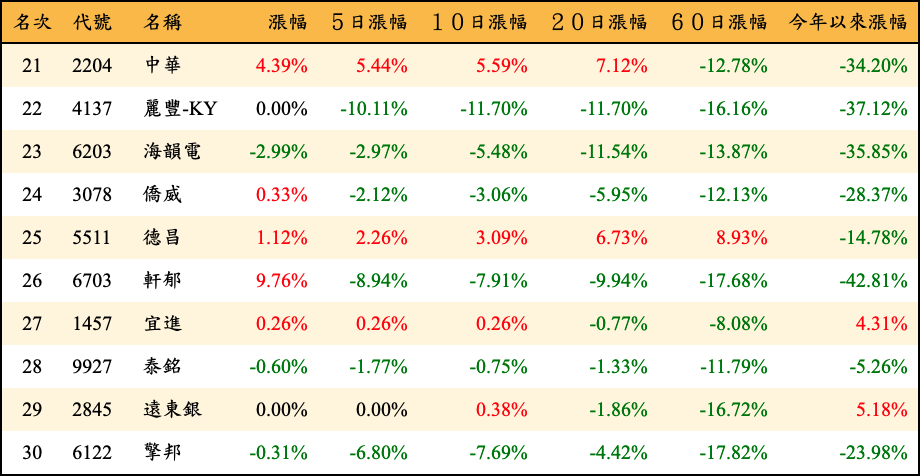 名次 代號 名稱 漲幅 ５日漲幅 １０日漲幅 ２０日漲幅 ６０日漲幅 今年以來漲幅
21 2204 中華 4.39% 5.44% 5.59% 7.12% -12.78% -34.20%
22 4137 麗豐-KY 0.00% -10.11% -11.70% -11.70% -16.16% -37.12%
23 6203 海韻電 -2.99% -2.97% -5.48% -11.54% -13.87% -35.85%
24 3078 僑威 0.33% -2.12% -3.06% -5.95% -12.13% -28.37%
25 5511 德昌 1.12% 2.26% 3.09% 6.73% 8.93% -14.78%
26 6703 軒郁 9.76% -8.94% -7.91% -9.94% -17.68% -42.81%
27 1457 宜進 0.26% 0.26% 0.26% -0.77% -8.08% 4.31%
28 9927 泰銘 -0.60% -1.77% -0.75% -1.33% -11.79% -5.26%
29 2845 遠東銀 0.00% 0.00% 0.38% -1.86% -16.72% 5.18%
30 6122 擎邦 -0.31% -6.80% -7.69% -4.42% -17.82% -23.98%